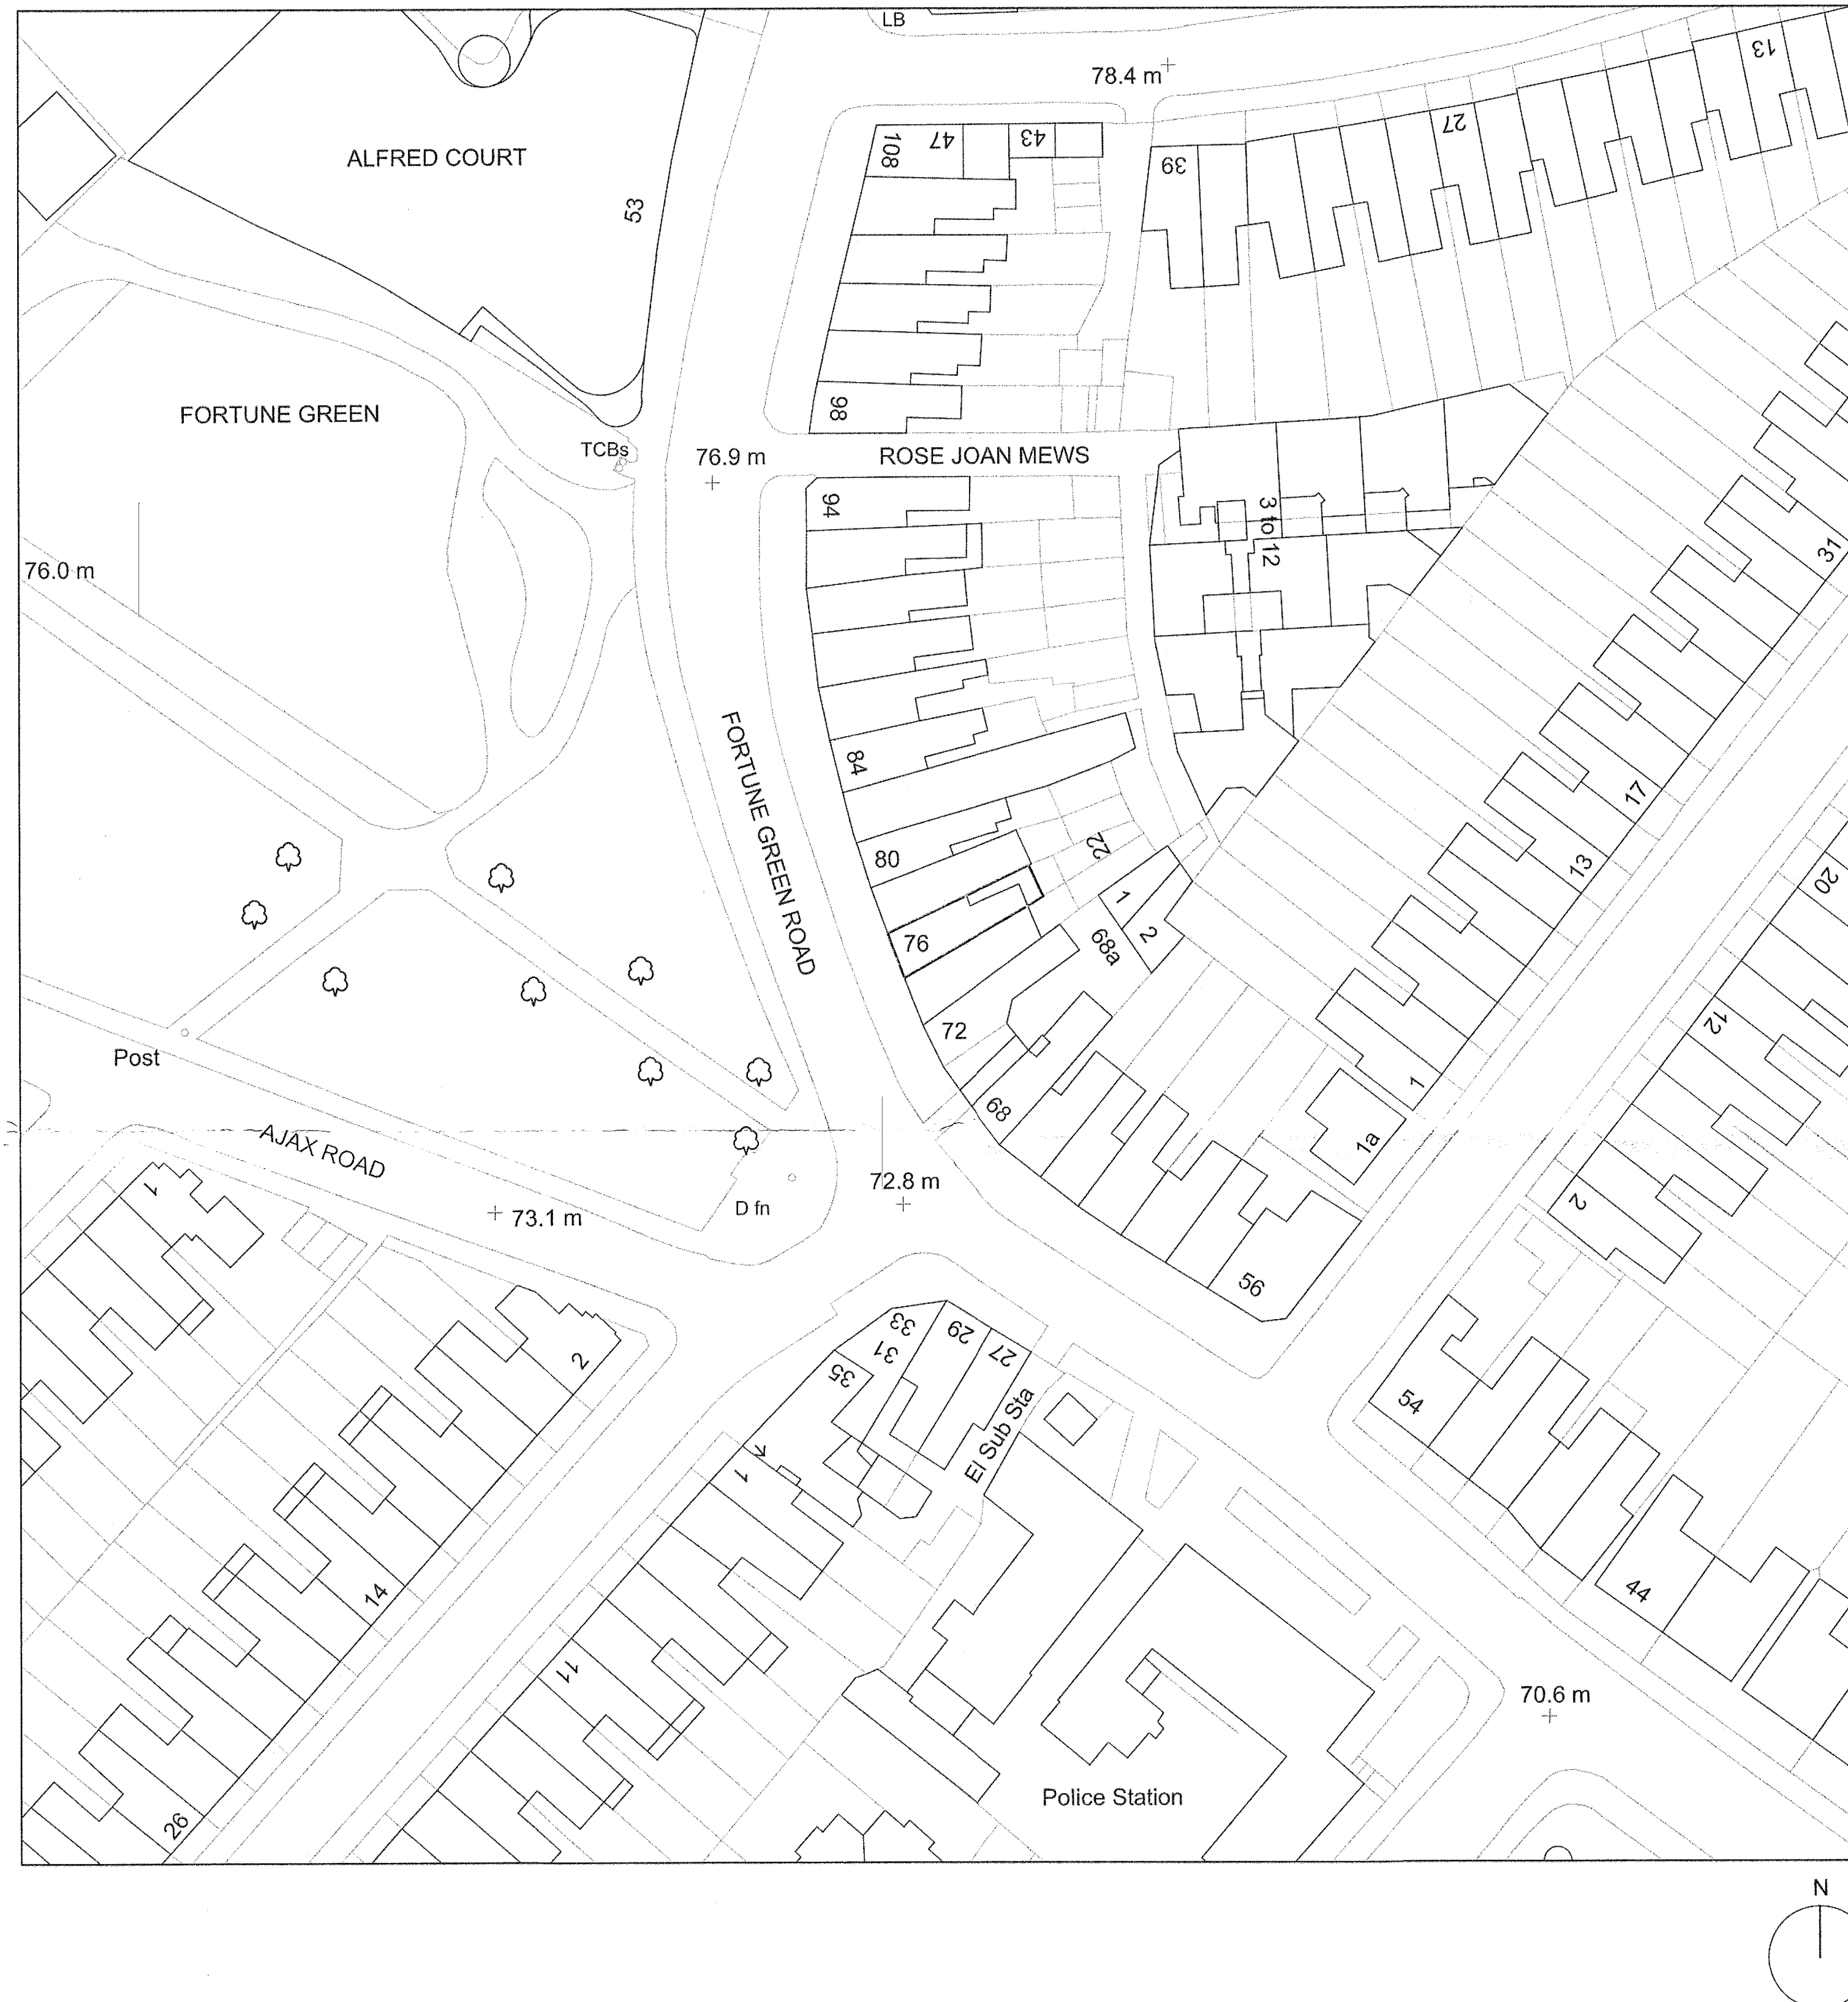 LB
78.4 m
13
108
47
43
27
ALFRED COURT
39
53
98
FORTUNE GREEN
TCBs
76.9 m
ROSE JOAN MEWS
94
3 to 12
31
76.0 m
FORTUNE GREEN ROAD
84
17
22
80
13
20
1
2
76
68a
72
12
Post
1
68
AJAX ROAD
1a
1
72.8 m
2
D fn
73.1 m
56
33
29
31
27
2
35
54
El Sub Sta
1
14
44
11
70.6 m
Police Station
26
N